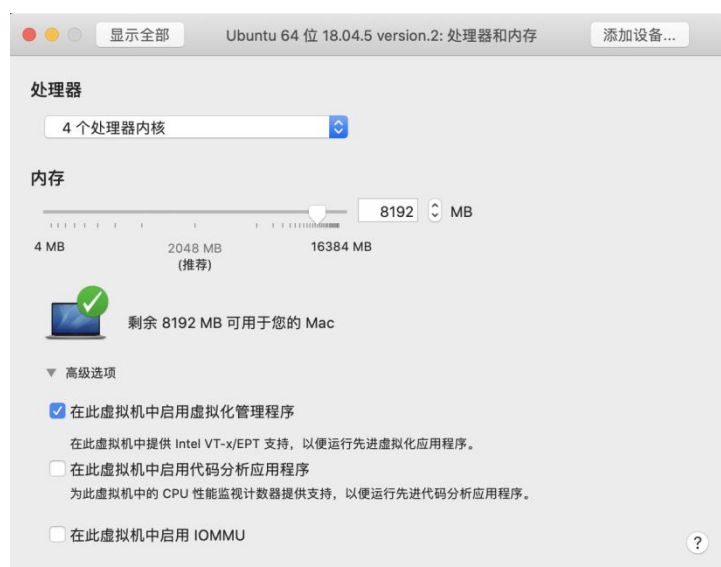 显示全部
Ubuntu 64 位 18.04.5 version.2: 处理器和内存
添加设备...
处理器
4 个处理器内核
内存
8192 MB
4 MB
2048 MB
(推荐)
16384 MB
剩余 8192 MB 可用于您的 Mac
高级选项
在此虚拟机中启用虚拟化管理程序
在此虚拟机中提供 Intel VT-x/EPT 支持，以便运行先进虚拟化应用程序。
在此虚拟机中启用代码分析应用程序
为此虚拟机中的 CPU 性能监视计数器提供支持，以便运行先进代码分析应用程序。
在此虚拟机中启用 IOMMU
?